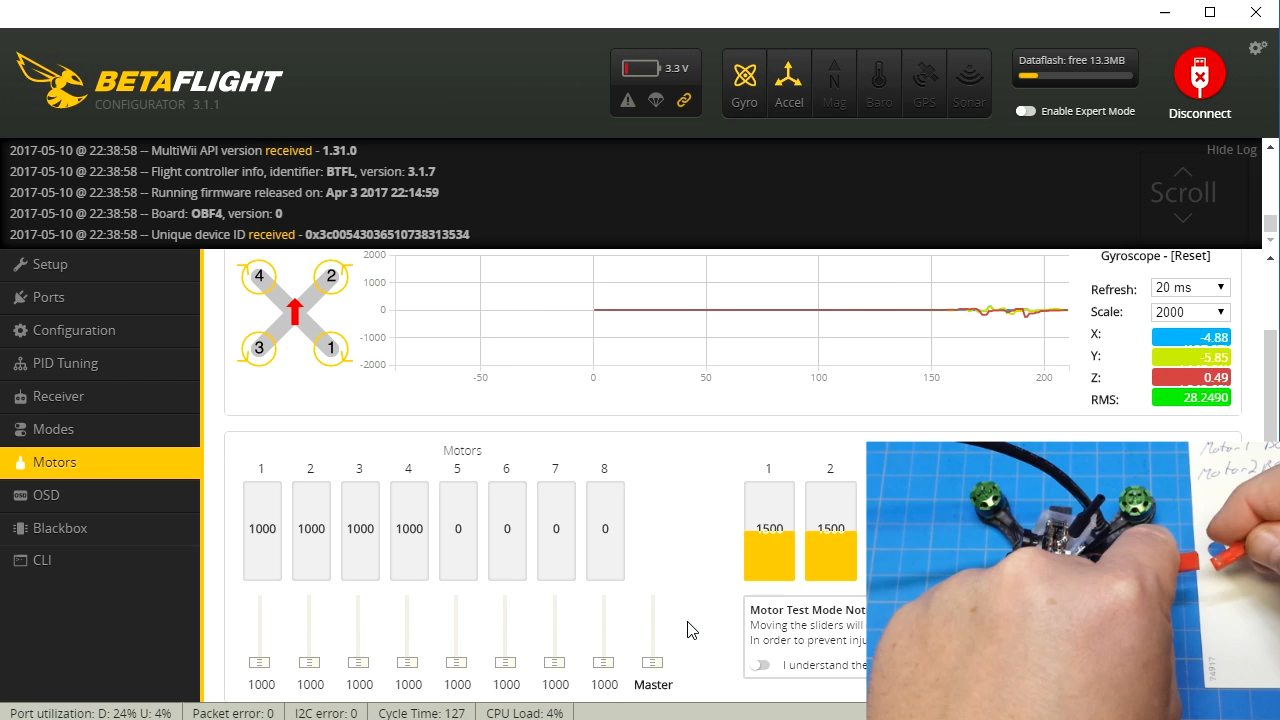 BETAFLIGHT
CONFIGURATOR 3.1.1
3.3 V
Gyro
Accel
Mag
Baro
GPS
Sonar
Dataflash: free 13.3MB
Enable Expert Mode
Disconnect
2017-05-10 @ 22:38:58 -- MultiWii API version received - 1.31.0
2017-05-10 @ 22:38:58 -- Flight controller info, identifier: BTFL, version: 3.1.7
2017-05-10 @ 22:38:58 -- Running firmware released on: Apr 3 2017 22:14:59
2017-05-10 @ 22:38:58 -- Board: OBF4, version: 0
2017-05-10 @ 22:38:58 -- Unique device ID received - 0x3c00543036510738313534
Hide Log
Scroll
Setup
Ports
Configuration
PID Tuning
Receiver
Modes
Motors
OSD
Blackbox
CLI
4 2
3 1
2000
1000
0
-1000
-2000
-50 0 50 100 150 200
Gyroscope - [Reset]
Refresh: 20 ms
Scale: 2000
X: -4.88
Y: -5.85
Z: 0.49
RMS: 28.2490
Motors
1 2 3 4 5 6 7 8
1000 1000 1000 1000 0 0 0 0
1000 1000 1000 1000 1000 1000 1000 1000 Master
1 2
1500 1500
Motor Test Mode Not
Moving the sliders will
In order to prevent inju
I understand the
Motor 1
Motor 2
74917
Port utilization: D: 24% U: 4%
Packet error: 0
I2C error: 0
Cycle Time: 127
CPU Load: 4%